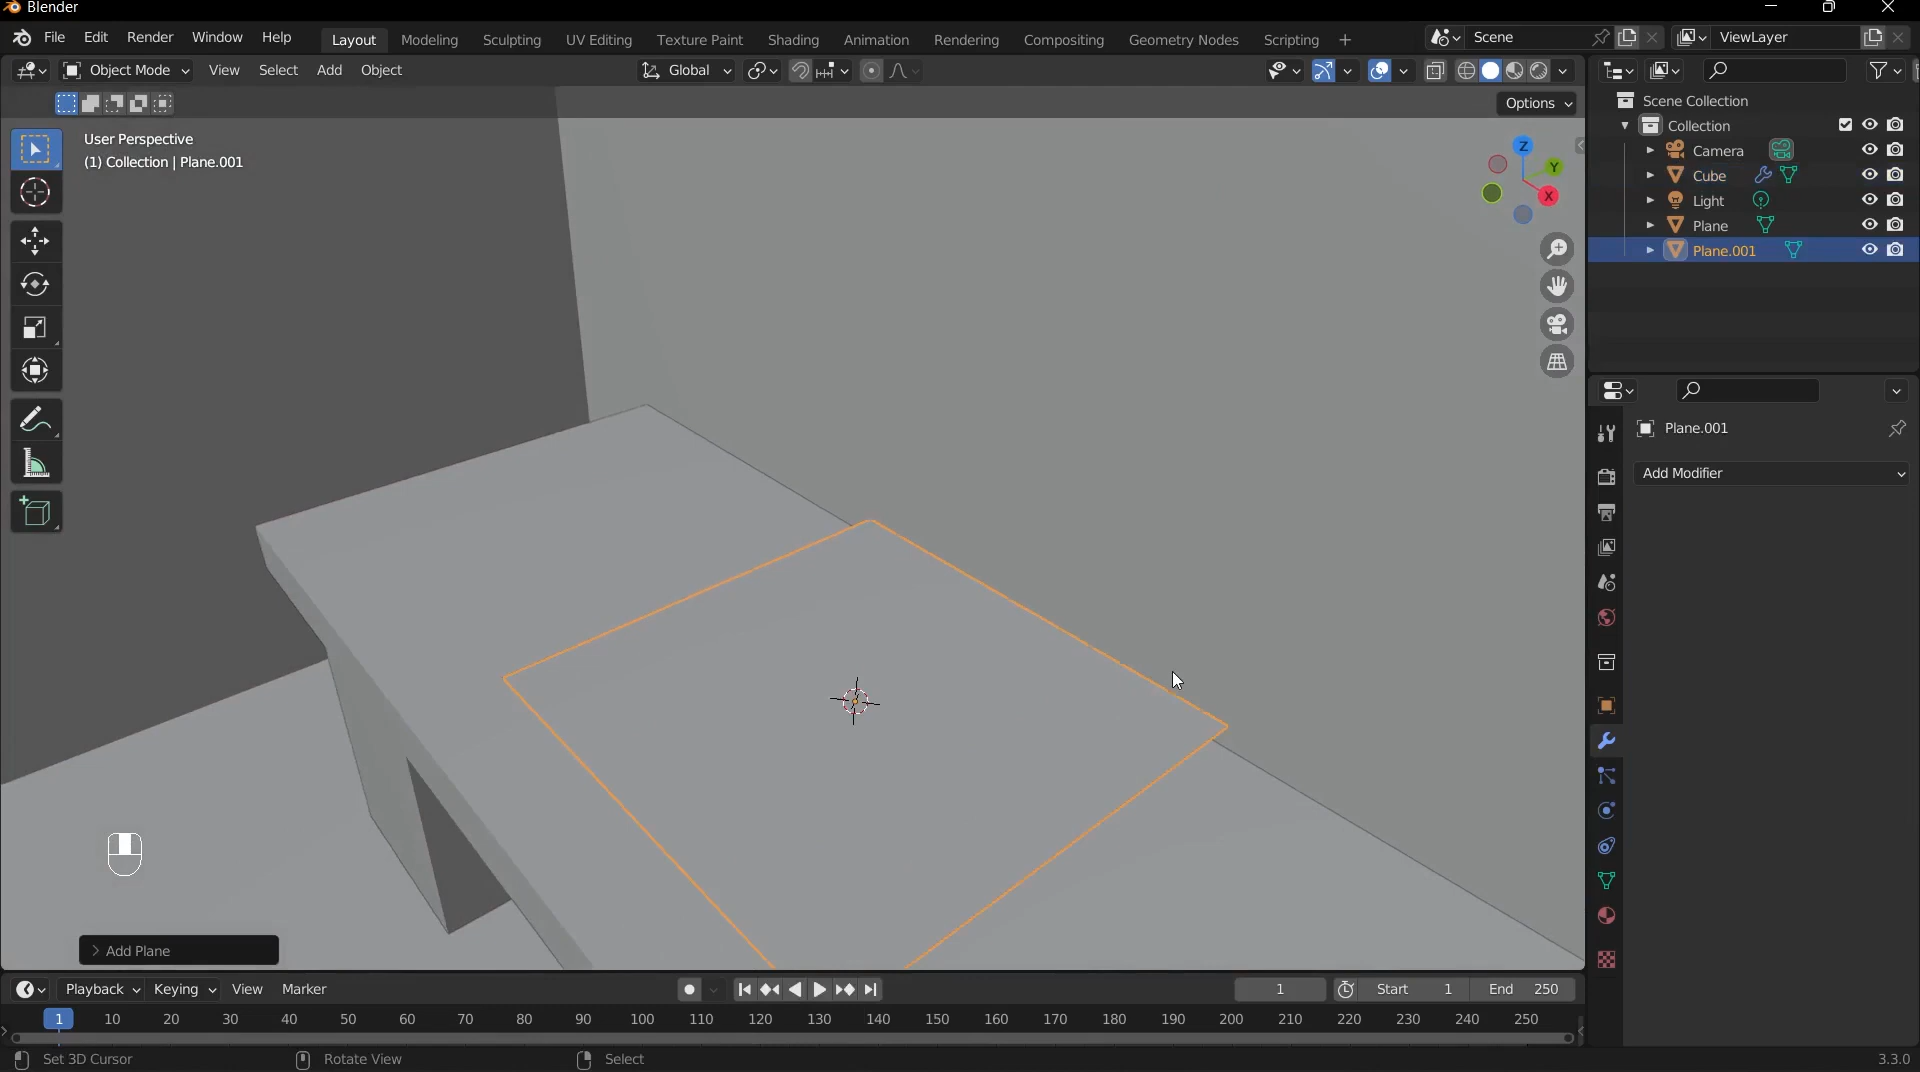 Blender
File Edit Render Window Help Layout Modeling Sculpting UV Editing Texture Paint Shading Animation Rendering Compositing Geometry Nodes Scripting + Scene ViewLayer
Object Mode View Select Add Object Global
Options
User Perspective
(1) Collection | Plane.001
Z
Y
X
Scene Collection
Collection
Camera
Cube
Light
Plane
Plane.001
Plane.001
Add Modifier
Add Plane
Playback Keying View Marker 1 Start 1 End 250
1 10 20 30 40 50 60 70 80 90 100 110 120 130 140 150 160 170 180 190 200 210 220 230 240 250
Set 3D Cursor Rotate View Select 3.3.0